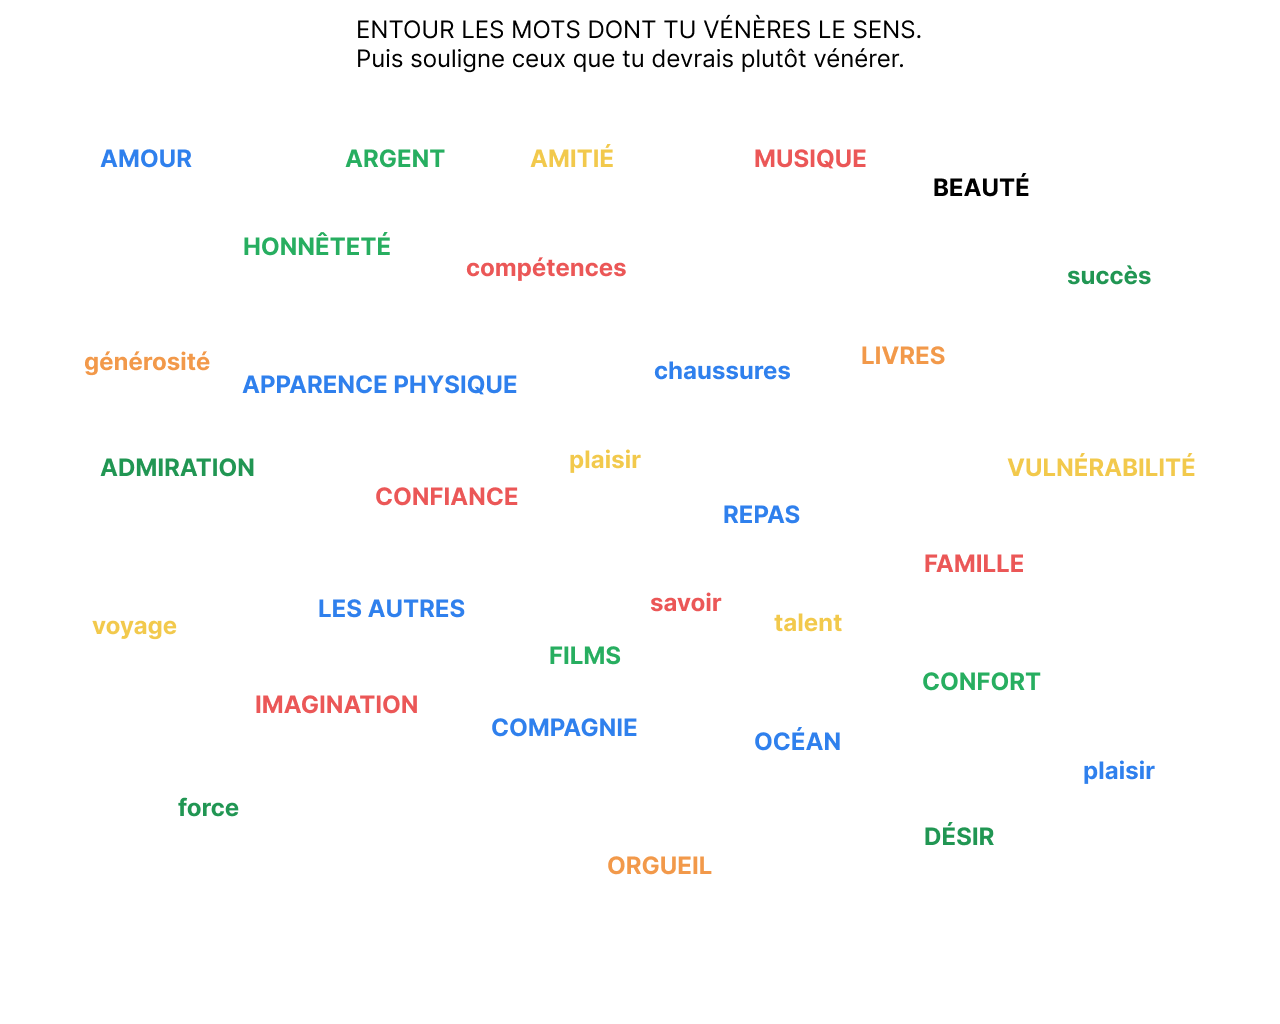 ENTOUR LES MOTS DONT TU VÉNÈRES LE SENS.
Puis souligne ceux que tu devrais plutôt vénérer.
AMOUR
ARGENT
AMITIÉ
MUSIQUE
BEAUTÉ
HONNÊTETÉ
compétences
succès
générosité
APPARENCE PHYSIQUE
chaussures
LIVRES
ADMIRATION
CONFIANCE
plaisir
REPAS
VULNÉRABILITÉ
FAMILLE
voyage
LES AUTRES
savoir
talent
FILMS
CONFORT
IMAGINATION
COMPAGNIE
OCÉAN
plaisir
force
DÉSIR
ORGUEIL